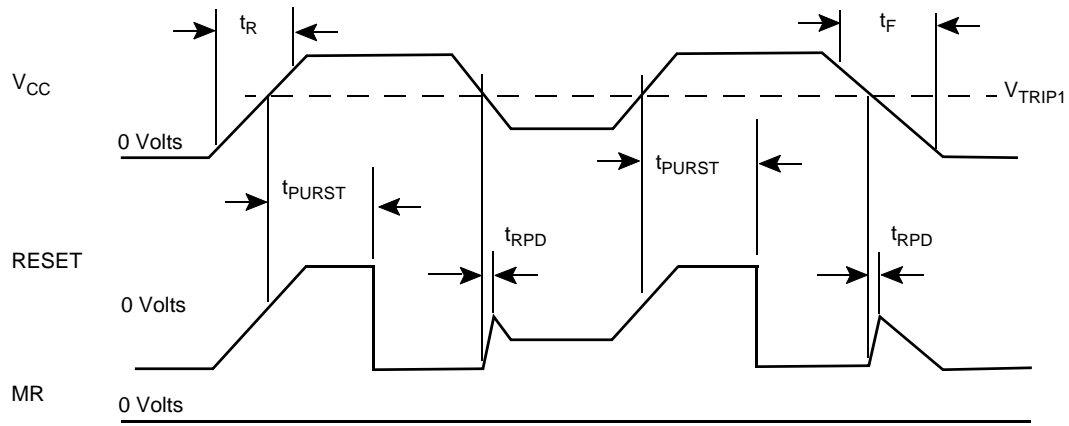 tR
tF
VCC
VTRIP1
0 Volts
tPURST
tPURST
tRPD
tRPD
RESET
0 Volts
MR
0 Volts